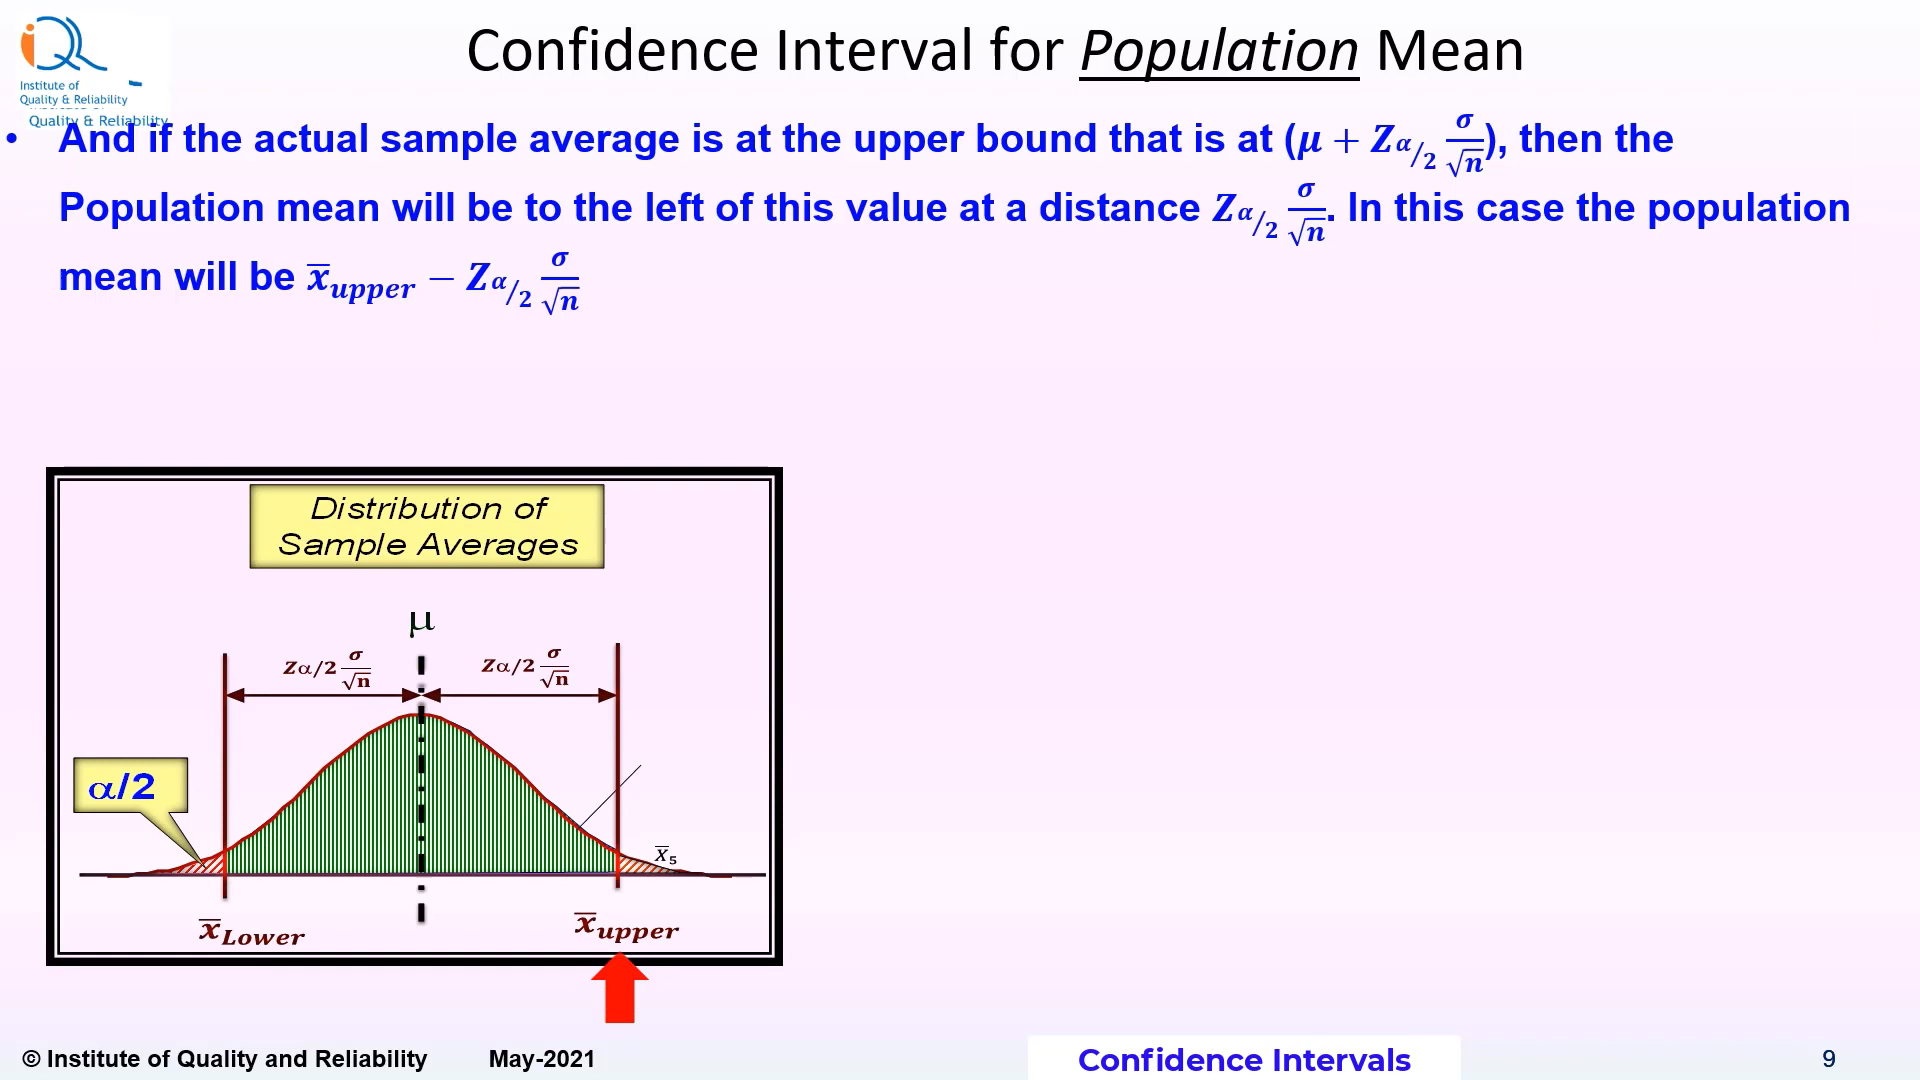 Confidence Interval for Population Mean
iQR
Institute of
Quality & Reliability
Quality & Reliability
• And if the actual sample average is at the upper bound that is at (μ + Zα/2 σ/√n), then the
Population mean will be to the left of this value at a distance Zα/2 σ/√n. In this case the population
mean will be x̅upper − Zα/2 σ/√n
Distribution of
Sample Averages
μ
Zα/2 σ/√n Zα/2 σ/√n
α/2
x̅5
x̅Lower x̅upper
© Institute of Quality and Reliability May-2021 Confidence Intervals 9